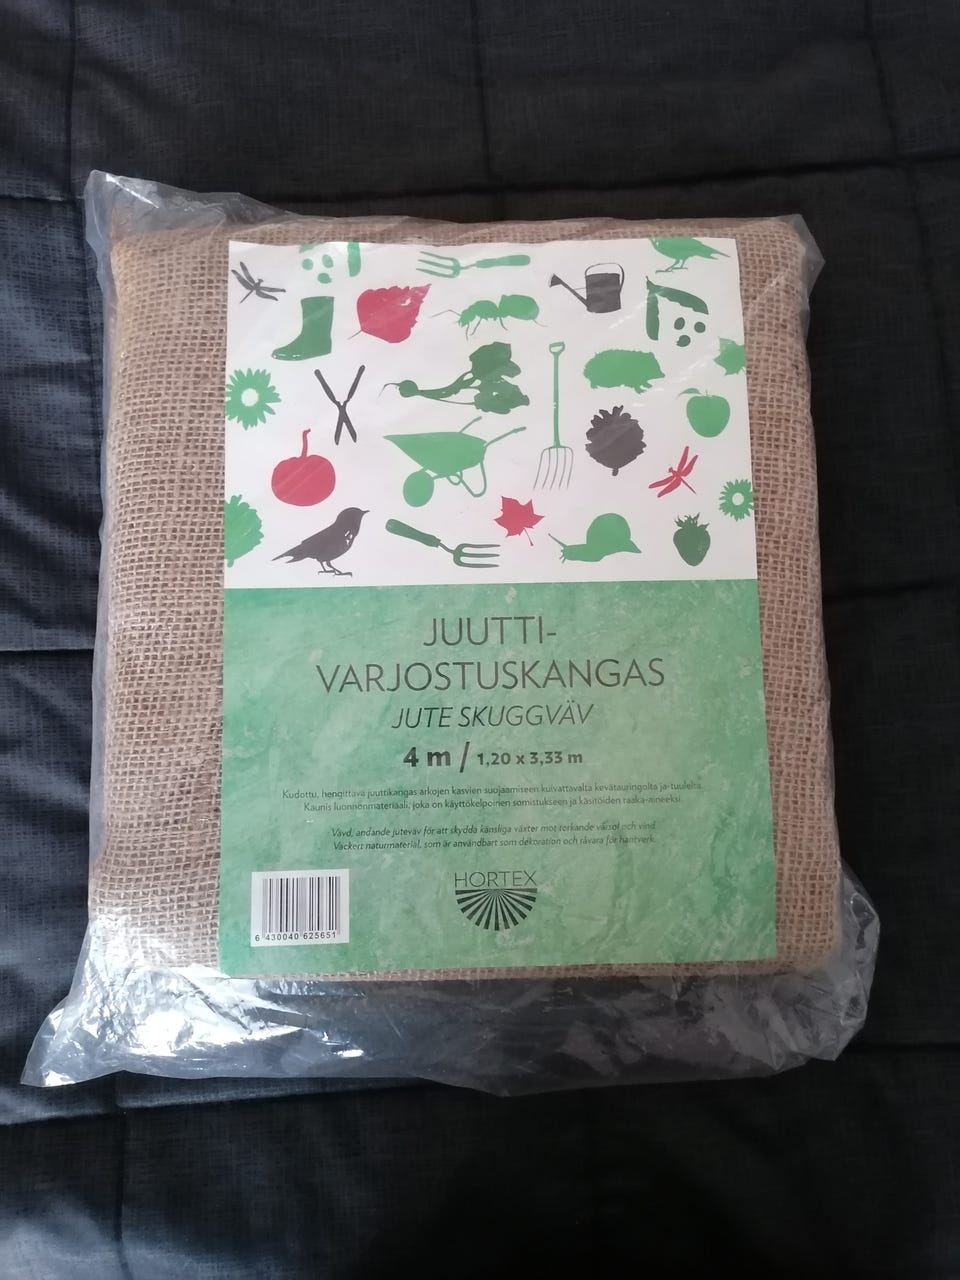 JUUTTI-
VARJOSTUSKANGAS
JUTE SKUGGVÄV
4 m / 1,20 x 3,33 m
Kudottu, hengittävä juuttikangas arkojen kasvien suojaamiseen kuivattavalta kevätauringolta ja -tuulelta.
Kaunis luonnonmateriaali, joka on käyttökelpoinen somistukseen ja käsitöiden raaka-aineeksi.
Vävd, andande juteväv för att skydda känsliga växter mot torkande vårsol och vind.
Vackert naturmaterial, som är användbart som dekoration och råvara för hantverk.
HORTEX
6 430040 625651